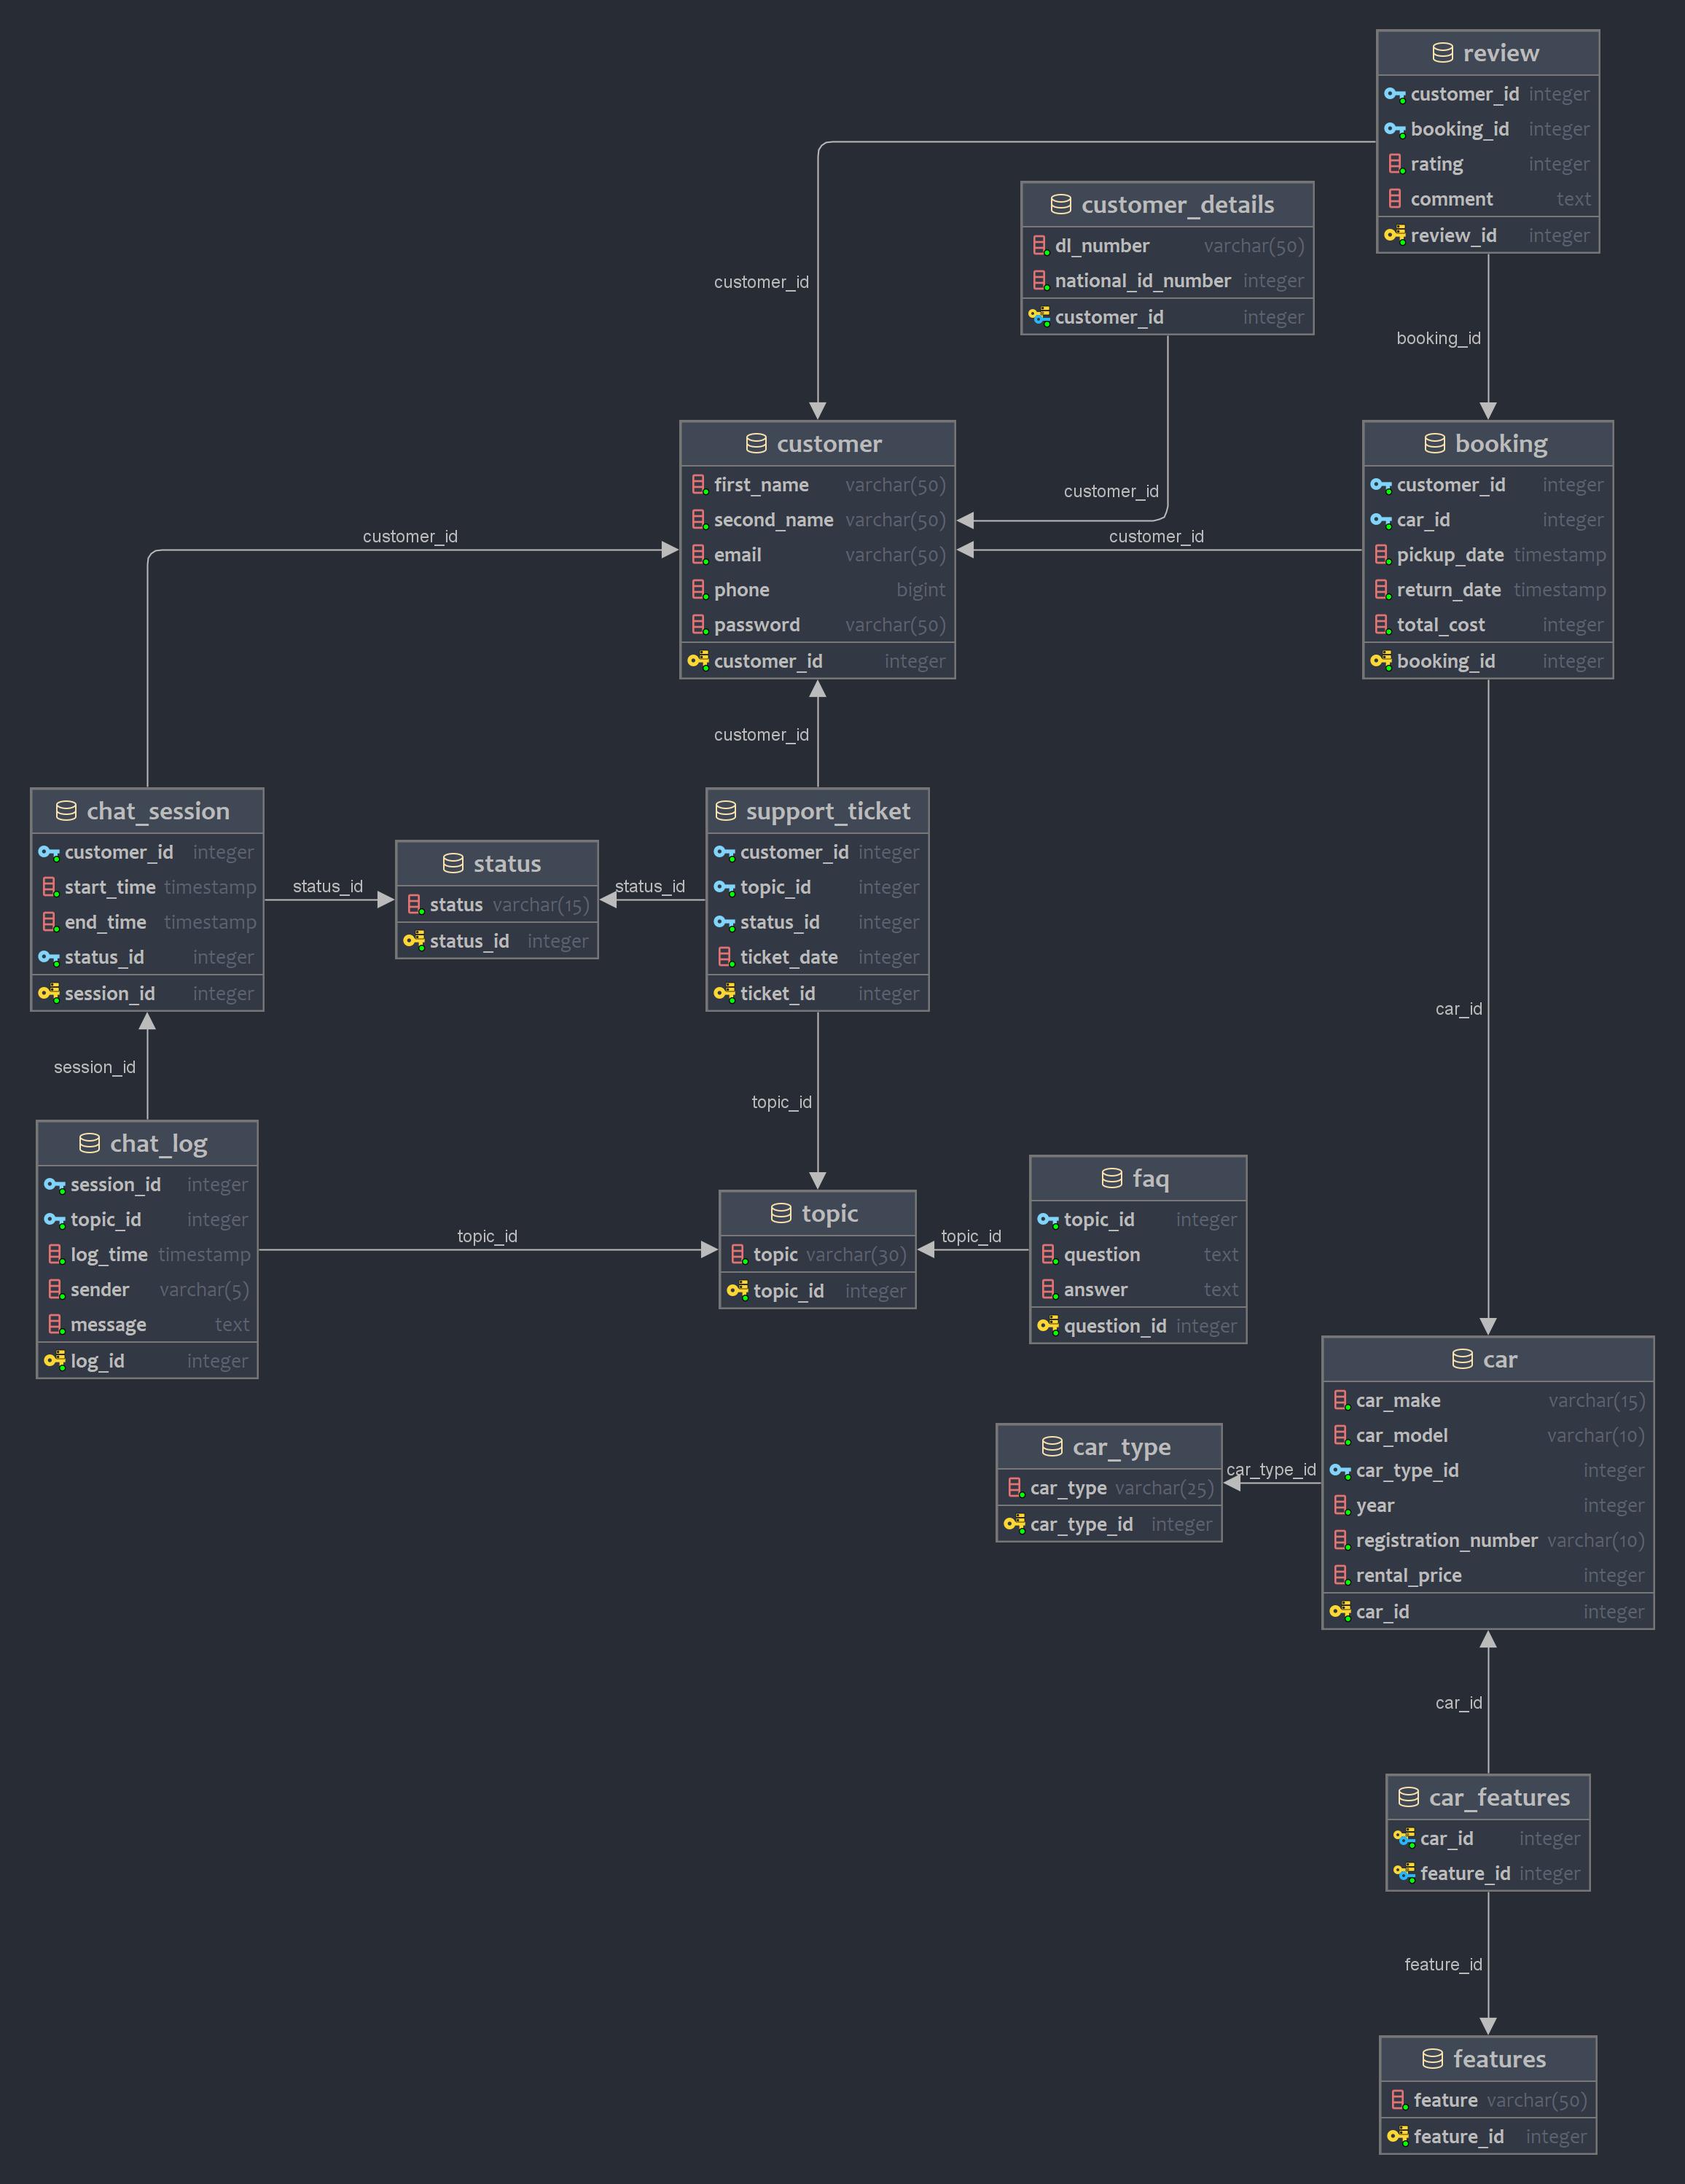 review
customer_id integer
booking_id integer
rating integer
comment text
review_id integer
customer_details
dl_number varchar(50)
national_id_number integer
customer_id integer
customer_id
booking_id
customer
first_name varchar(50)
second_name varchar(50)
email varchar(50)
phone bigint
password varchar(50)
customer_id integer
customer_id
customer_id
customer_id
booking
customer_id integer
car_id integer
pickup_date timestamp
return_date timestamp
total_cost integer
booking_id integer
customer_id
chat_session
customer_id integer
start_time timestamp
end_time timestamp
status_id integer
session_id integer
status_id
status
status varchar(15)
status_id integer
status_id
support_ticket
customer_id integer
topic_id integer
status_id integer
ticket_date integer
ticket_id integer
car_id
session_id
topic_id
chat_log
session_id integer
topic_id integer
log_time timestamp
sender varchar(5)
message text
log_id integer
topic_id
topic
topic varchar(30)
topic_id integer
topic_id
faq
topic_id integer
question text
answer text
question_id integer
car_type
car_type varchar(25)
car_type_id integer
car_type_id
car
car_make varchar(15)
car_model varchar(10)
car_type_id integer
year integer
registration_number varchar(10)
rental_price integer
car_id integer
car_id
car_features
car_id integer
feature_id integer
feature_id
features
feature varchar(50)
feature_id integer